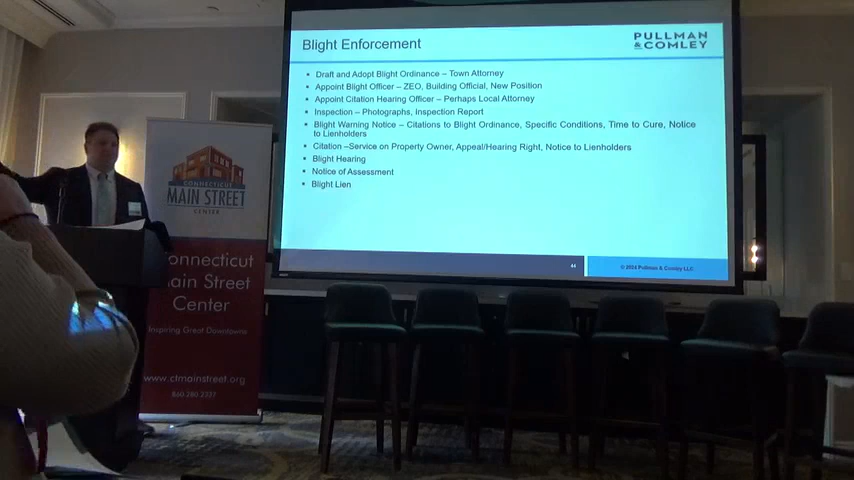 Blight Enforcement
PULLMAN
& COMLEY
Draft and Adopt Blight Ordinance – Town Attorney
Appoint Blight Officer – ZEO, Building Official, New Position
Appoint Citation Hearing Officer – Perhaps Local Attorney
Inspection – Photographs, Inspection Report
Blight Warning Notice – Citations to Blight Ordinance, Specific Conditions, Time to Cure, Notice
to Lienholders
Citation –Service on Property Owner, Appeal/Hearing Right, Notice to Lienholders
Blight Hearing
Notice of Assessment
Blight Lien
44
© 2024 Pullman & Comley LLC
CONNECTICUT
MAIN STREET
CENTER
Connecticut
Main Street
Center
Inspiring Great Downtowns
www.ctmainstreet.org
860.280.2337